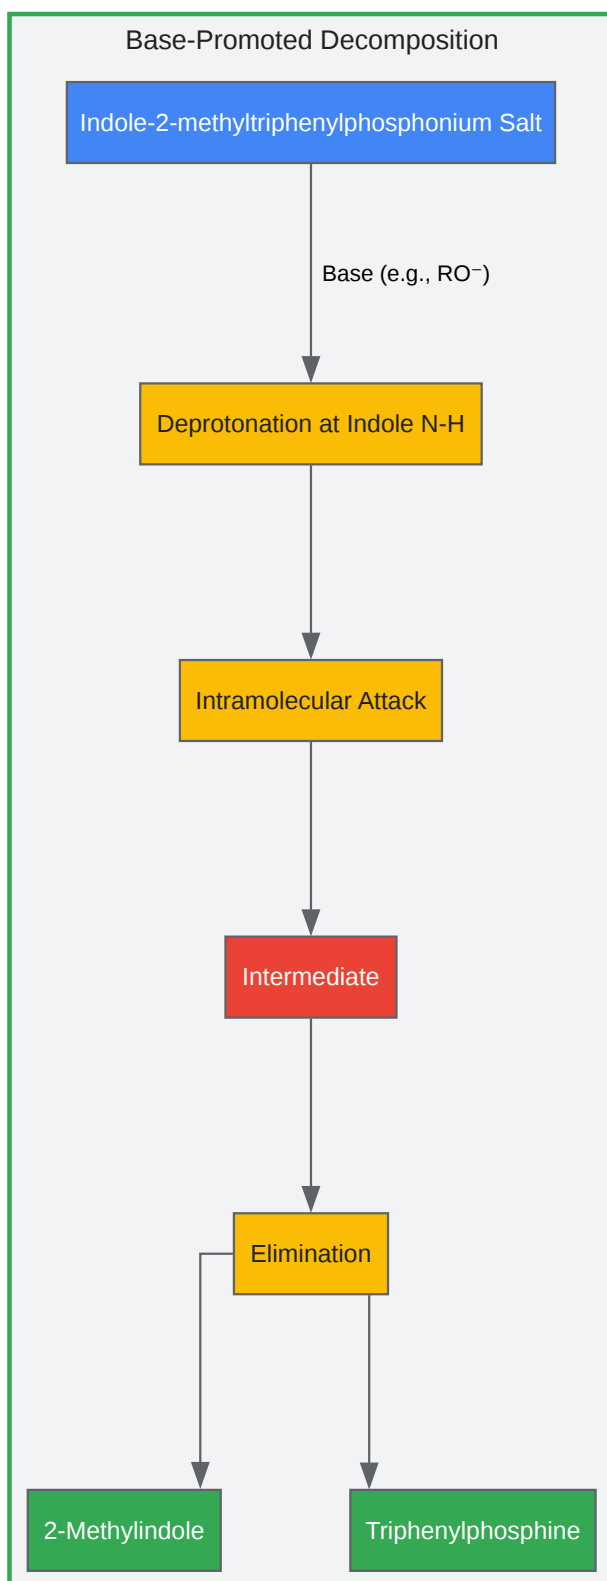 Base-Promoted Decomposition
Indole-2-methyltriphenylphosphonium Salt
Base (e.g., RO⁻)
Deprotonation at Indole N-H
Intramolecular Attack
Intermediate
Elimination
2-Methylindole
Triphenylphosphine